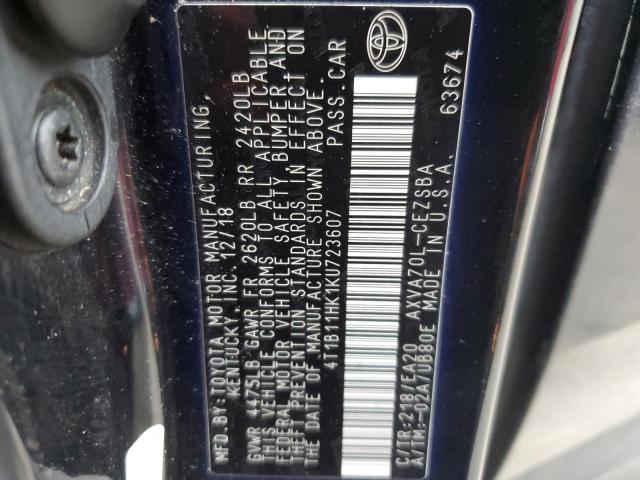 MFD.BY:TOYOTA MOTOR MANUFACTURING,
KENTUCKY, INC. 12/18
GVWR 4475LB GAWR FR 2620LB RR 2420LB
THIS VEHICLE CONFORMS TO ALL APPLICABLE
FEDERAL MOTOR VEHICLE SAFETY, BUMPER AND
THEFT PREVENTION STANDARDS IN EFFECT ON
THE DATE OF MANUFACTURE SHOWN ABOVE.
4T1B11HK1KU723607 PASS.CAR
C/TR:218/EA20 AXVA70L-CEZSBA
A/TM:-02A/UB80E MADE IN U.S.A.
63674